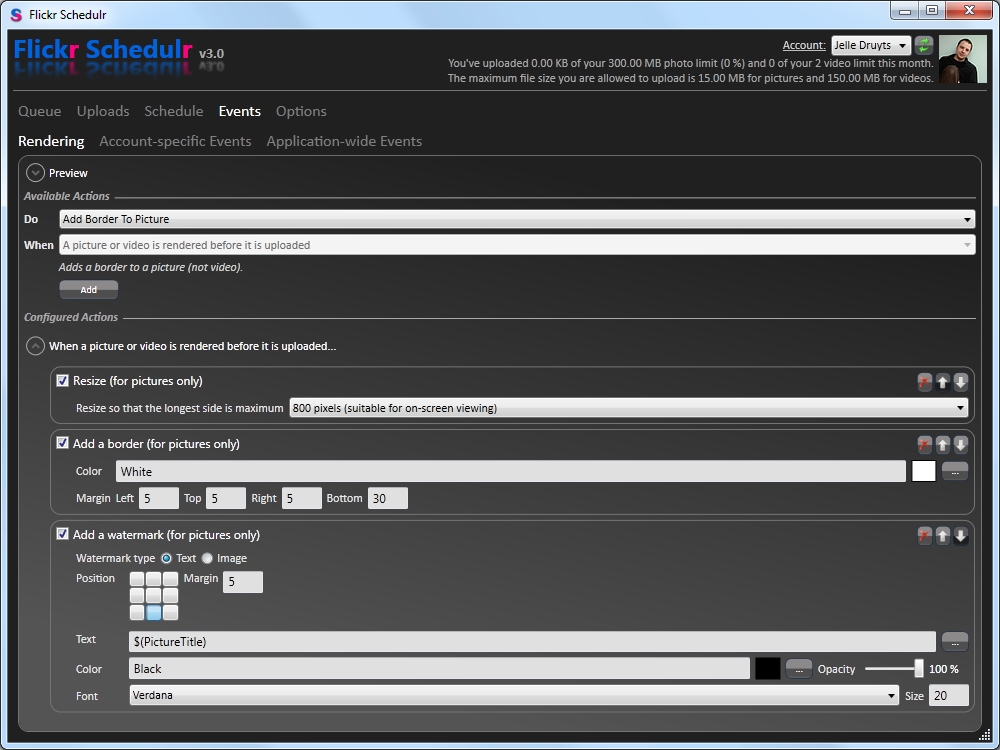 Flickr Schedulr
Flickr Schedulr v3.0
Account: Jelle Druyts
You've uploaded 0.00 KB of your 300.00 MB photo limit (0 %) and 0 of your 2 video limit this month.
The maximum file size you are allowed to upload is 15.00 MB for pictures and 150.00 MB for videos.
Queue Uploads Schedule Events Options
Rendering Account-specific Events Application-wide Events
Preview
Available Actions
Do Add Border To Picture
When A picture or video is rendered before it is uploaded
Adds a border to a picture (not video).
Add
Configured Actions
When a picture or video is rendered before it is uploaded...
Resize (for pictures only)
Resize so that the longest side is maximum 800 pixels (suitable for on-screen viewing)
Add a border (for pictures only)
Color White ...
Margin Left 5 Top 5 Right 5 Bottom 30
Add a watermark (for pictures only)
Watermark type Text Image
Position Margin 5
Text $(PictureTitle) ...
Color Black ... Opacity 100 %
Font Verdana Size 20